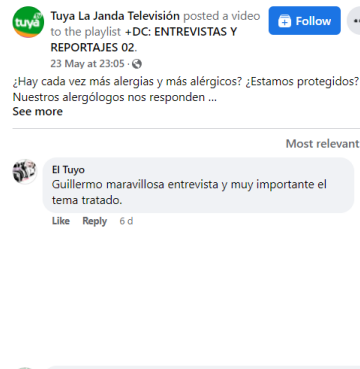 Tuya La Janda Televisión posted a video
to the playlist +DC: ENTREVISTAS Y
REPORTAJES 02.
23 May at 23:05 ·
Follow
tuya
¿Hay cada vez más alergias y más alérgicos? ¿Estamos protegidos?
Nuestros alergólogos nos responden ...
See more
Most relevant
El Tuyo
Guillermo maravillosa entrevista y muy importante el
tema tratado.
Like Reply 6 d